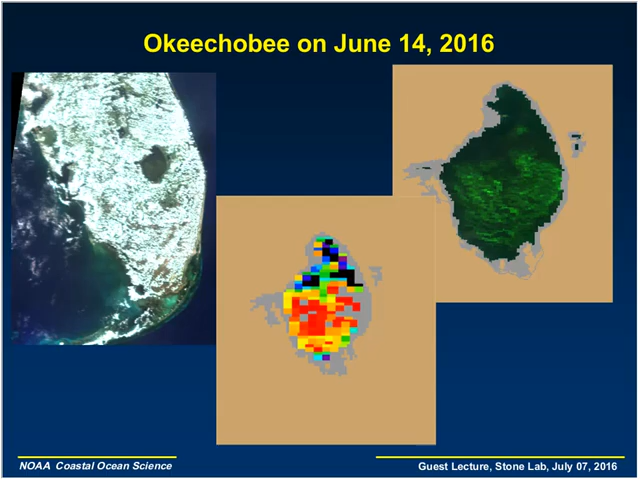 Okeechobee on June 14, 2016
NOAA Coastal Ocean Science
Guest Lecture, Stone Lab, July 07, 2016